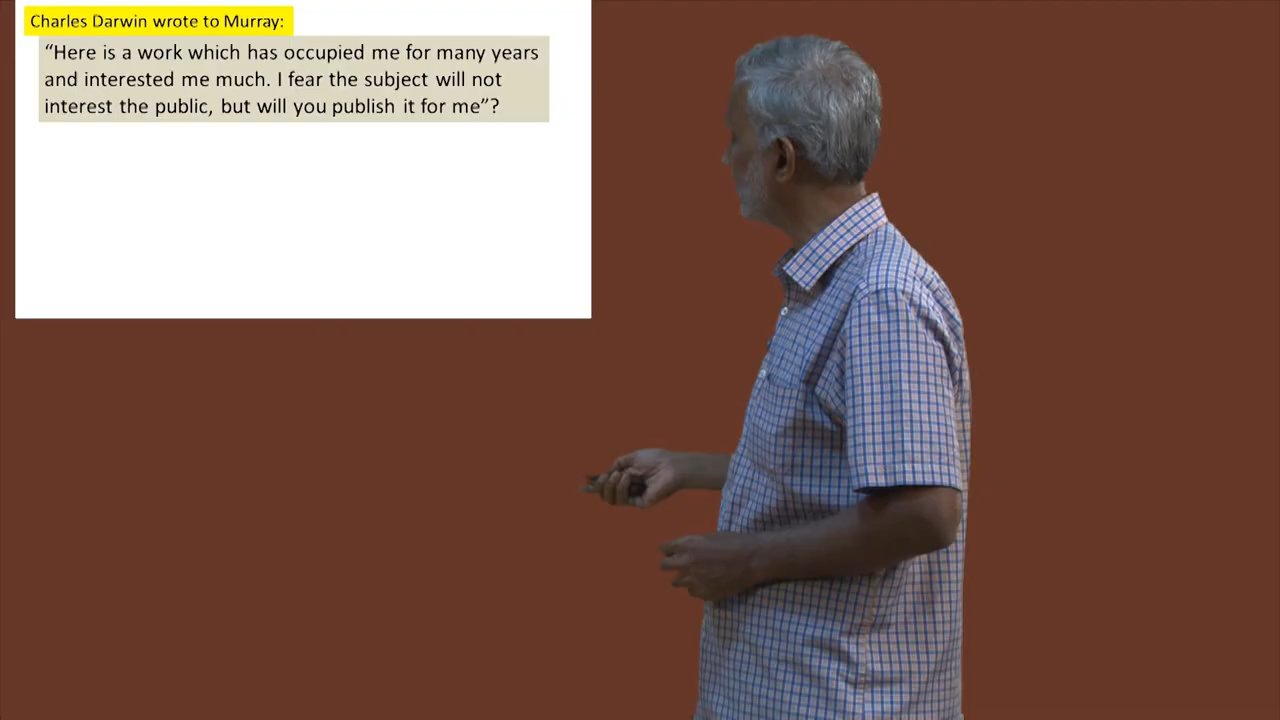 Charles Darwin wrote to Murray:
“Here is a work which has occupied me for many years
and interested me much. I fear the subject will not
interest the public, but will you publish it for me”?